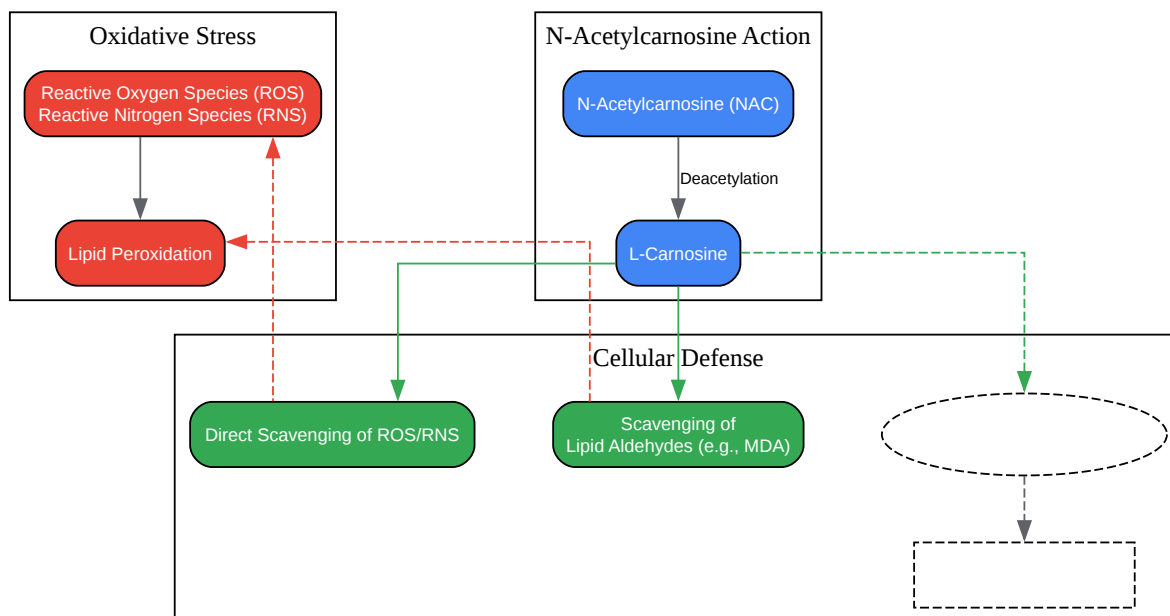 Oxidative Stress
N-Acetylcarnosine Action
Reactive Oxygen Species (ROS)
Reactive Nitrogen Species (RNS)
N-Acetylcarnosine (NAC)
Deacetylation
Lipid Peroxidation
L-Carnosine
Cellular Defense
Direct Scavenging of ROS/RNS
Scavenging of
Lipid Aldehydes (e.g., MDA)